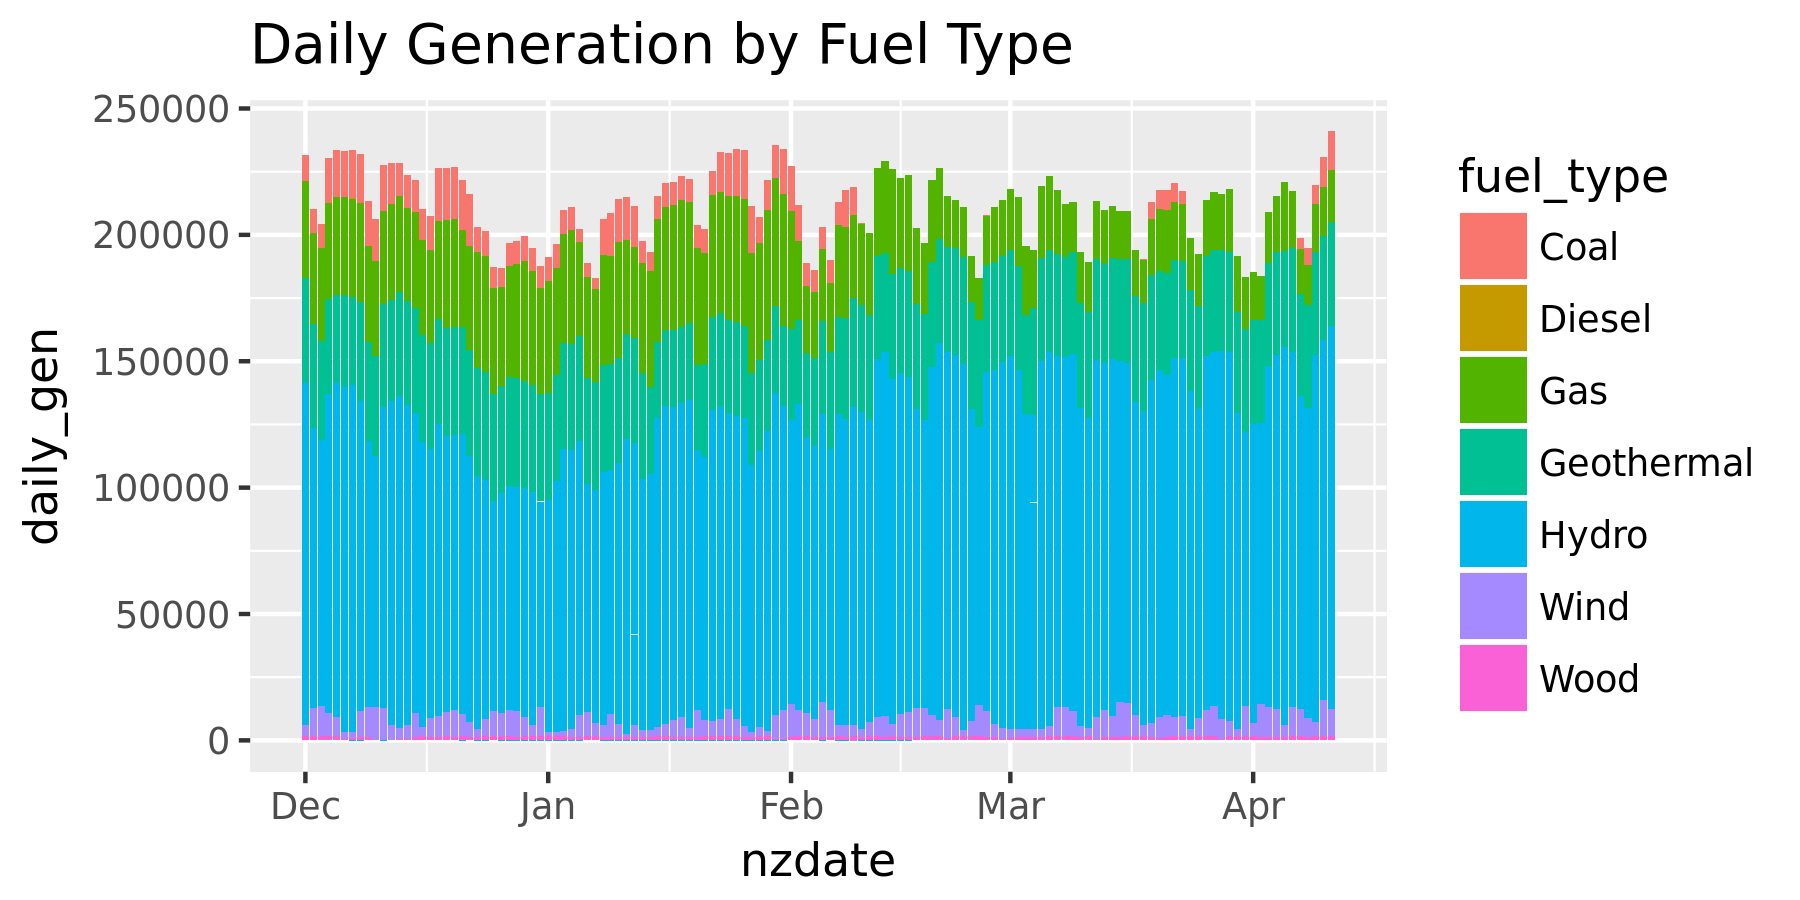 Daily Generation by Fuel Type
250000
200000
150000
100000
50000
0
daily_gen
Dec Jan Feb Mar Apr
nzdate
fuel_type
Coal
Diesel
Gas
Geothermal
Hydro
Wind
Wood